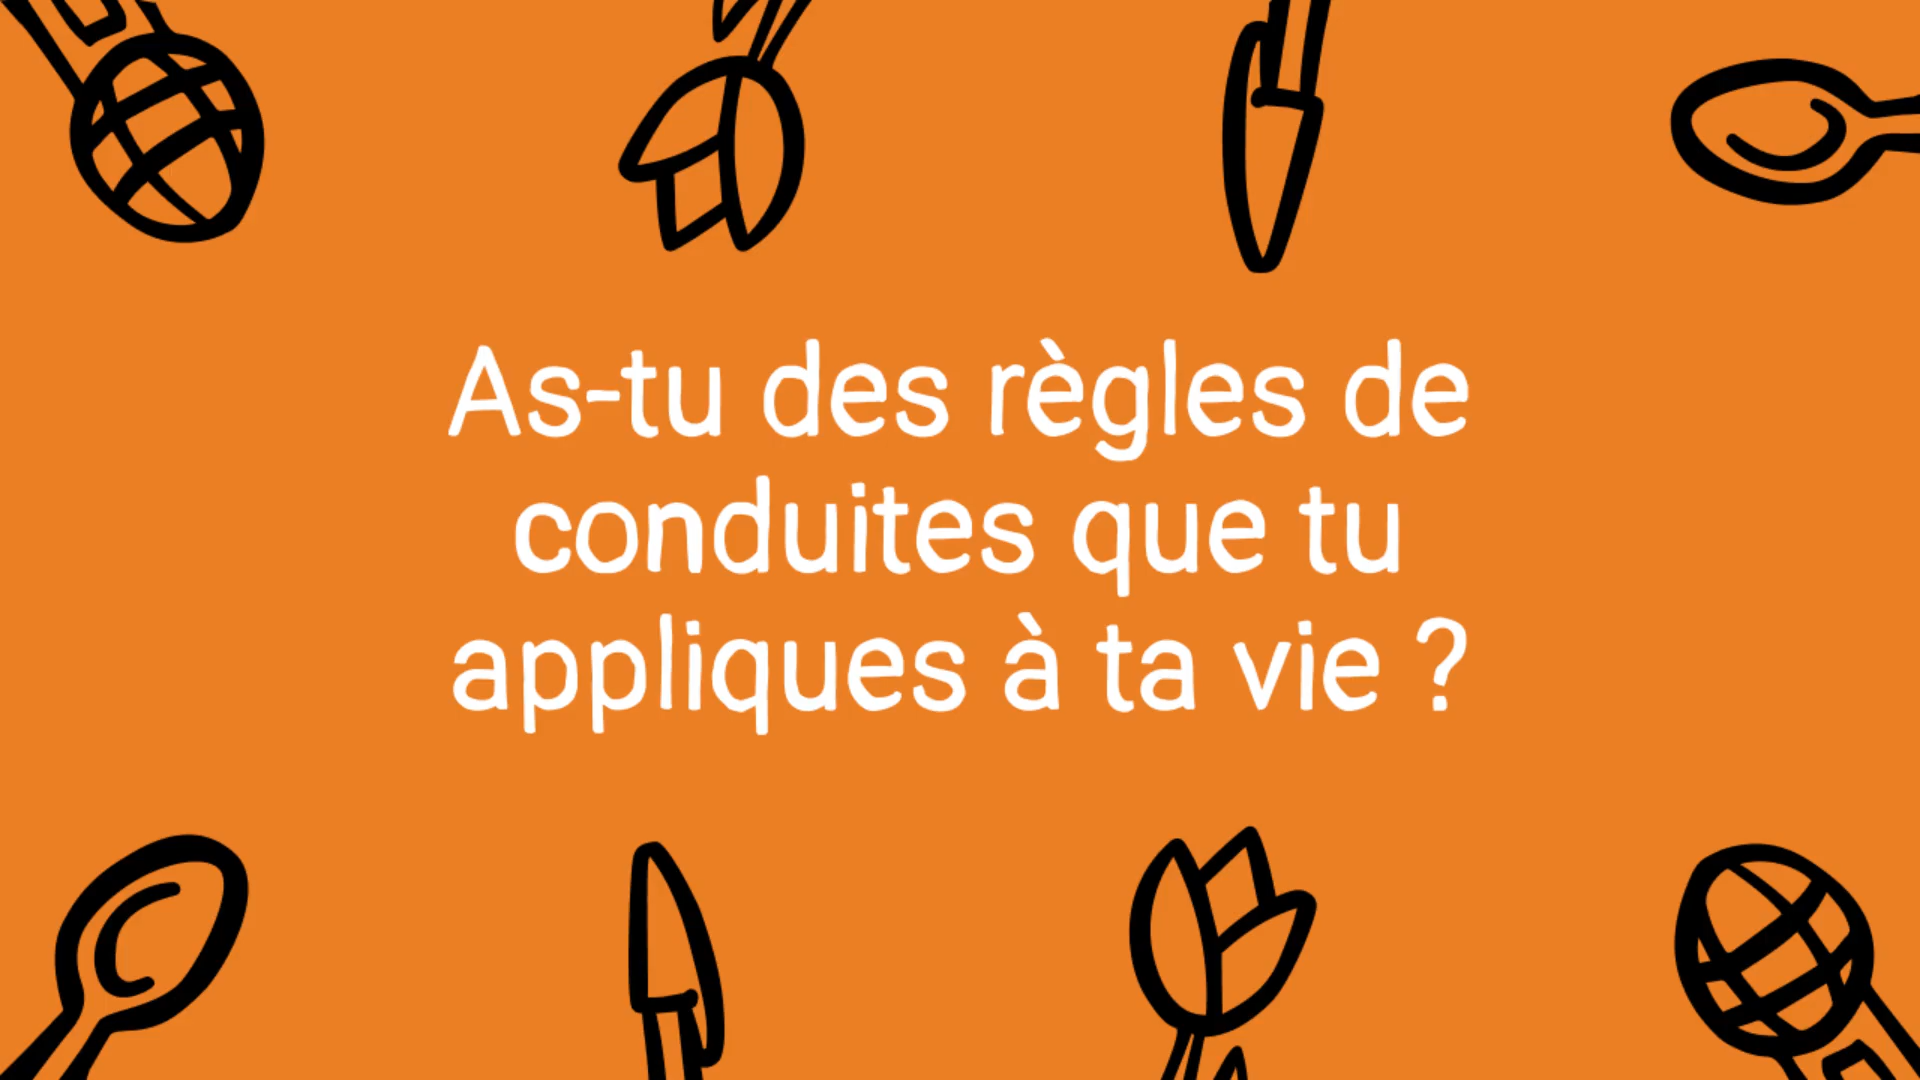 As-tu des règles de
conduites que tu
appliques à ta vie ?